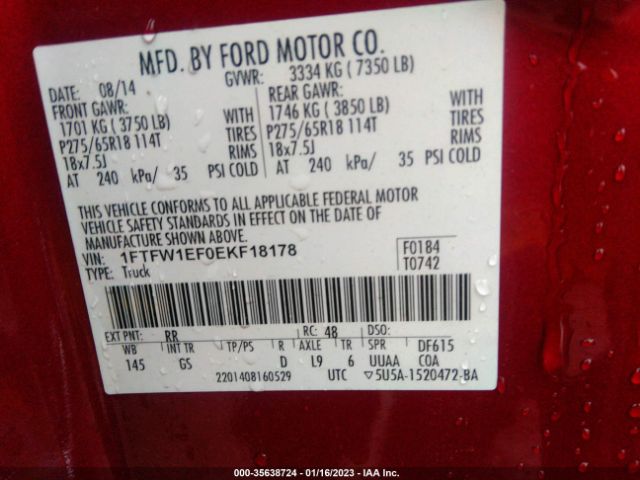 MFD. BY FORD MOTOR CO.
DATE: 08/14 GVWR: 3334 KG ( 7350 LB)
FRONT GAWR: REAR GAWR:
1701 KG ( 3750 LB) WITH 1746 KG ( 3850 LB) WITH
P275/65R18 114T TIRES P275/65R18 114T TIRES
18x7.5J RIMS 18x7.5J RIMS
AT 240 kPa/ 35 PSI COLD AT 240 kPa/ 35 PSI COLD
THIS VEHICLE CONFORMS TO ALL APPLICABLE FEDERAL MOTOR
VEHICLE SAFETY STANDARDS IN EFFECT ON THE DATE OF
MANUFACTURE SHOWN ABOVE.
VIN: 1FTFW1EF0EKF18178 F0184
TYPE: Truck T0742
EXT PNT: RR RC: 48 DSO:
WB INT TR TP/PS R AXLE TR SPR DF615
145 GS D L9 6 UUAA COA
2201408160529 UTC ▽5U5A-1520472-BA
000-35638724 — 01/16/2023 — IAA Inc.